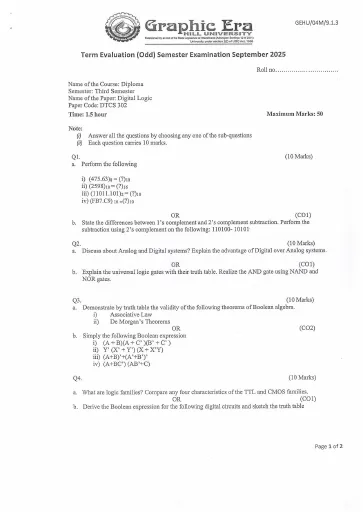 GEHU/04M/9.1.3
Graphic Era
HILL UNIVERSITY
Term Evaluation (Odd) Semester Examination September 2025
Roll no..............................
Name of the Course: Diploma
Semester: Third Semester
Name of the Paper: Digital Logic
Paper Code: DTCS 302
Time: 1.5 hour Maximum Marks: 50
Note:
i) Answer all the questions by choosing any one of the sub-questions
ii) Each question carries 10 marks.
Q1. (10 Marks)
a. Perform the following
i) (475.65)₈ = (?)₁₀
ii) (2598)₁₀ = (?)₁₆
iii) (11011.101)₂ = (?)₁₀
iv) (FB7.C9) ₁₆ =(?)₁₀
OR (CO1)
b. State the differences between 1's complement and 2's complement subtraction. Perform the
subtraction using 2's complement on the following: 110100- 10101
Q2. (10 Marks)
a. Discuss about Analog and Digital systems? Explain the advantage of Digital over Analog systems.
OR (CO1)
b. Explain the universal logic gates with their truth table. Realize the AND gate using NAND and
NOR gates.
Q3. (10 Marks)
a. Demonstrate by truth table the validity of the following theorems of Boolean algebra.
i) Associative Law
ii) De Morgan's Theorems
OR (CO2)
b. Simply the following Boolean expression
i) (A + B)(A + C' )(B' + C' )
ii) Y' (X' + Y') (X + X'Y)
iii) (A+B)'+(A'+B')'
iv) (A+BC') (AB'+C)
Q4. (10 Marks)
a. What are logic families? Compare any four characteristics of the TTL and CMOS families.
OR (CO1)
b. Derive the Boolean expression for the following digital circuits and sketch the truth table
Page 1 of 2